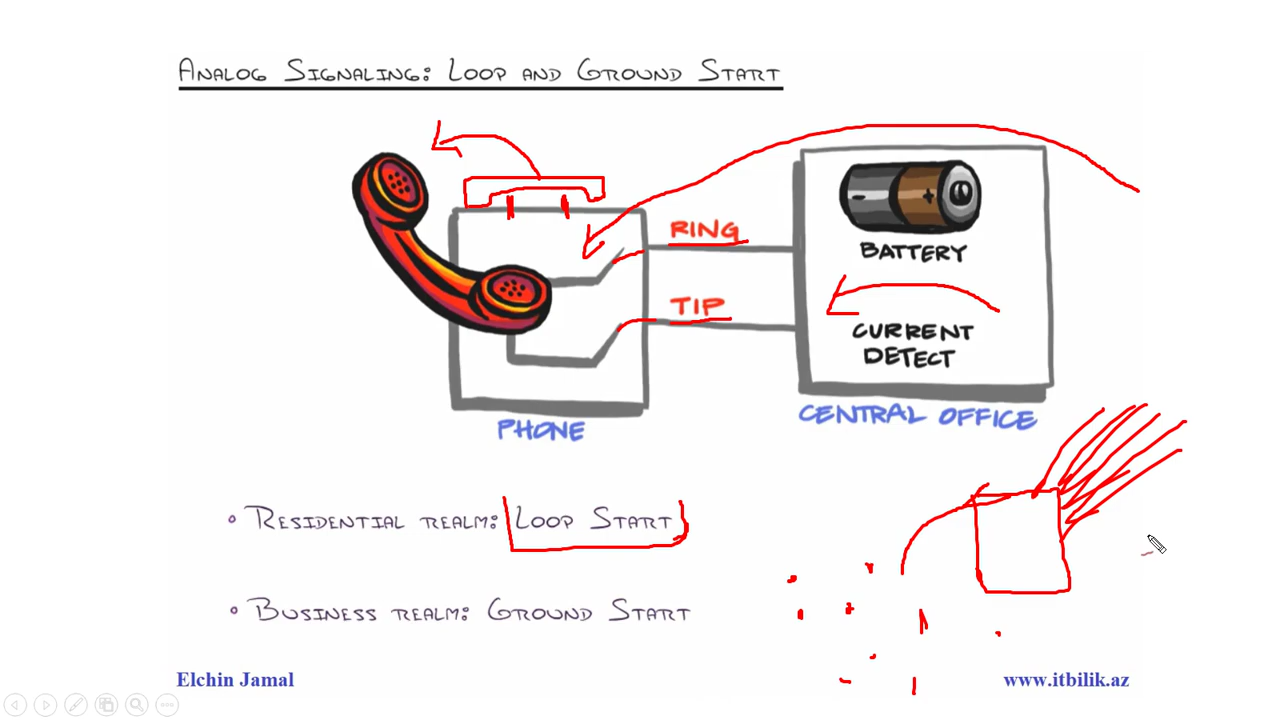 ANALOG SIGNALING: LOOP AND GROUND START
RING
BATTERY
TIP
CURRENT
DETECT
PHONE
CENTRAL OFFICE
RESIDENTIAL REALM: LOOP START
BUSINESS REALM: GROUND START
Elchin Jamal
www.itbilik.az